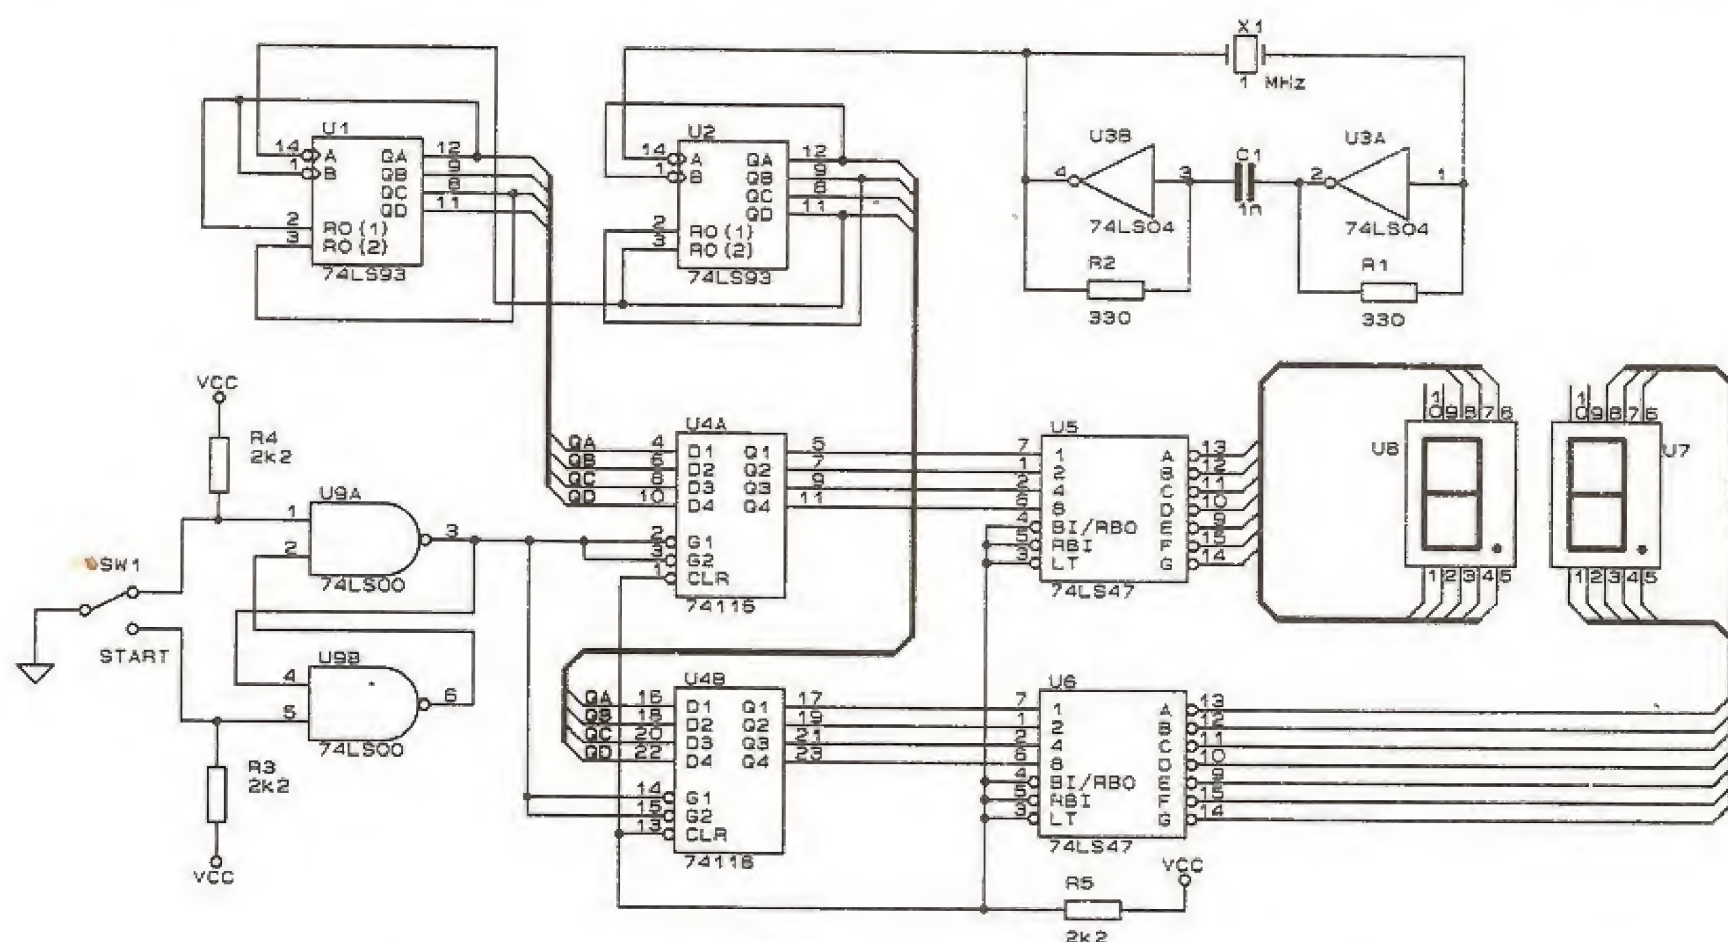 X1
1 MHz
U1
14 A QA 12
1 B QB 9
QC 8
QD 11
2 RO(1)
3 RO(2)
74LS93
U2
14 A QA 12
1 B QB 9
QC 8
QD 11
2 RO(1)
3 RO(2)
74LS93
U3B
4 3
74LS04
C1
1n
U3A
2 1
74LS04
R2
330
R1
330
VCC
R4
2k2
U9A
1
2
3
74LS00
SW1
START
U9B
4
5
6
74LS00
R3
2k2
VCC
U4A
QA 4 D1 Q1 5
QB 6 D2 Q2 7
QC 8 D3 Q3 9
QD 10 D4 Q4 11
2 G1
3 G2
1 CLR
74116
U4B
QA 16 D1 Q1 17
QB 18 D2 Q2 19
QC 20 D3 Q3 21
QD 22 D4 Q4 23
14 G1
15 G2
13 CLR
74116
U5
7 1 A 13
1 2 B 12
2 4 C 11
6 8 D 10
4 BI/RBO E 9
5 RBI F 15
3 LT G 14
74LS47
U6
7 1 A 13
1 2 B 12
2 4 C 11
6 8 D 10
4 BI/RBO E 9
5 RBI F 15
3 LT G 14
74LS47
VCC
R5
2k2
10 9 8 7 6
U8
1 2 3 4 5
10 9 8 7 6
U7
1 2 3 4 5